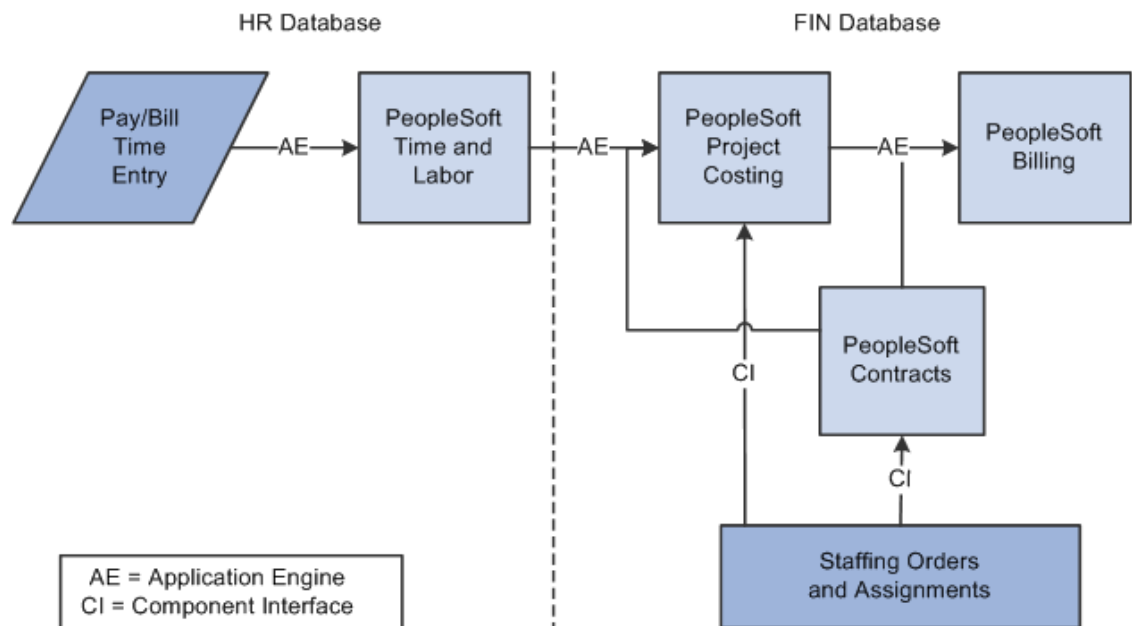 HR Database
FIN Database
Pay/Bill
Time
Entry
AE
PeopleSoft
Time and
Labor
AE
PeopleSoft
Project
Costing
AE
PeopleSoft
Billing
PeopleSoft
Contracts
CI
CI
Staffing Orders
and Assignments
AE = Application Engine
CI = Component Interface